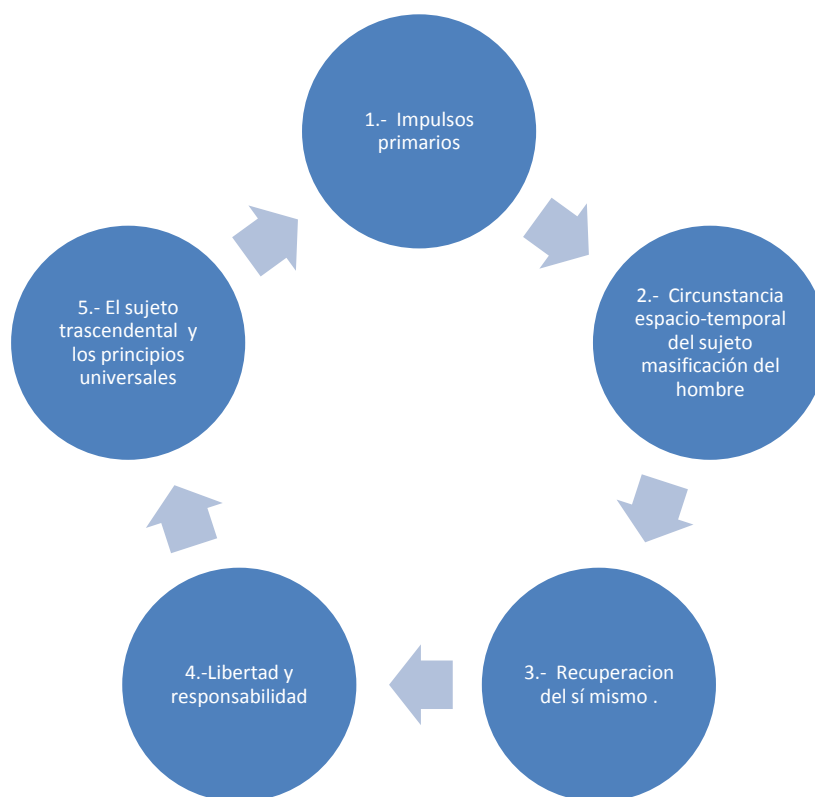 1.- Impulsos
primarios
2.- Circunstancia
espacio-temporal
del sujeto
masificación del
hombre
3.- Recuperacion
del sí mismo .
4.-Libertad y
responsabilidad
5.- El sujeto
trascendental y
los principios
universales